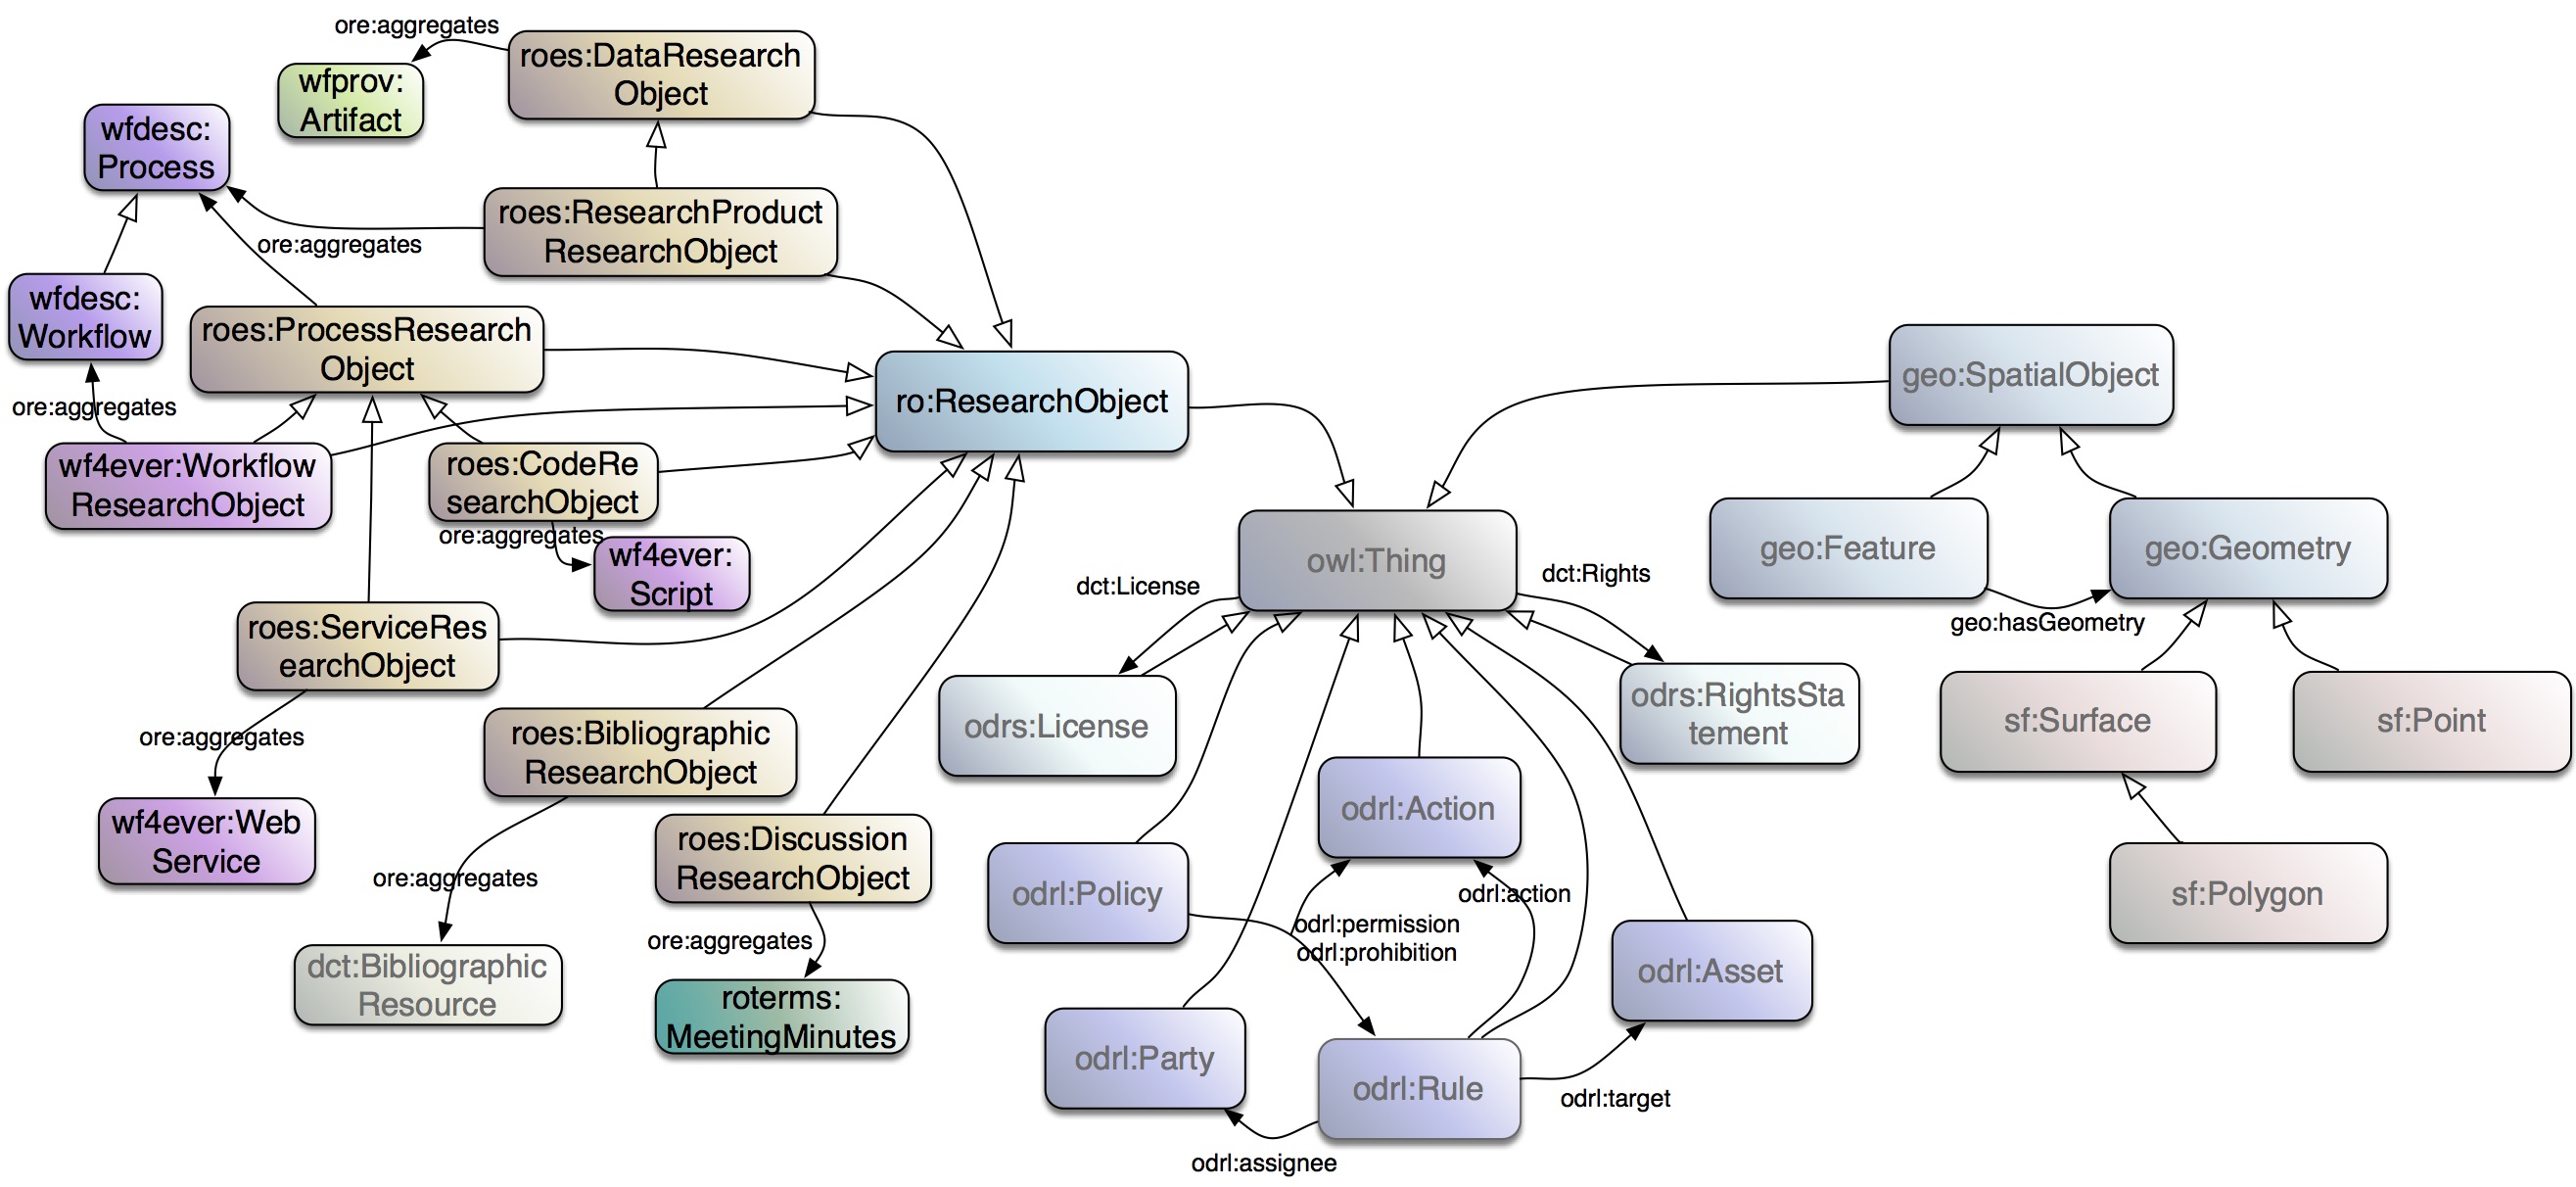 ore:aggregates
roes:DataResearch
Object
wfprov:
Artifact
wfdesc:
Process
roes:ResearchProduct
ResearchObject
ore:aggregates
wfdesc:
Workflow
roes:ProcessResearch
Object
ore:aggregates
wf4ever:Workflow
ResearchObject
roes:CodeRe
searchObject
ore:aggregates
wf4ever:
Script
ro:ResearchObject
roes:ServiceRes
earchObject
ore:aggregates
wf4ever:Web
Service
roes:Bibliographic
ResearchObject
ore:aggregates
dct:Bibliographic
Resource
roes:Discussion
ResearchObject
ore:aggregates
roterms:
MeetingMinutes
owl:Thing
dct:License
dct:Rights
odrs:License
odrs:RightsSta
tement
odrl:Action
odrl:Policy
odrl:action
odrl:permission
odrl:prohibition
odrl:Asset
odrl:Party
odrl:Rule
odrl:target
odrl:assignee
geo:SpatialObject
geo:Feature
geo:Geometry
geo:hasGeometry
sf:Surface
sf:Point
sf:Polygon